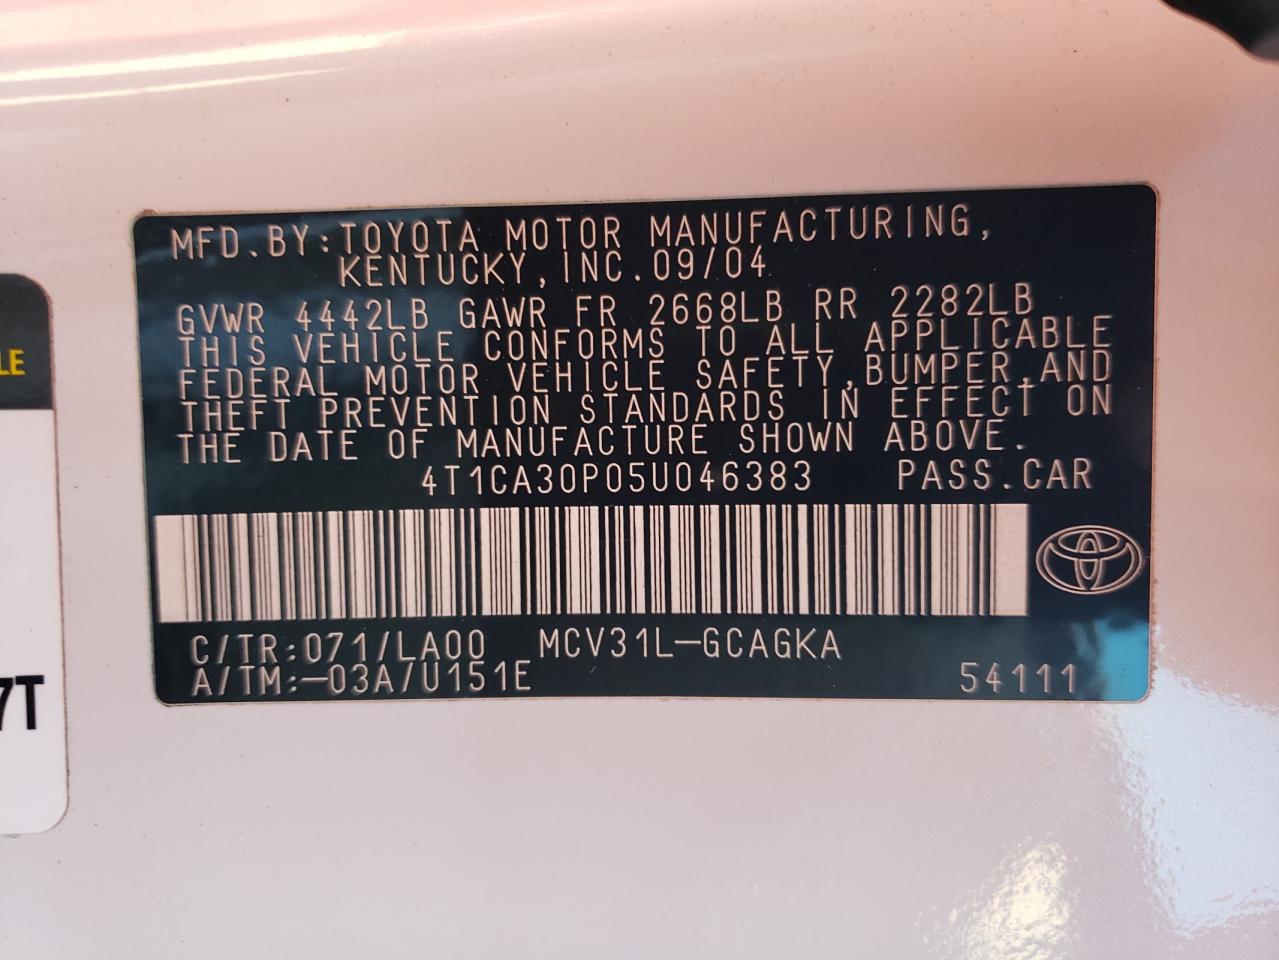 MFD.BY:TOYOTA MOTOR MANUFACTURING,
KENTUCKY,INC.09/04
GVWR 4442LB GAWR FR 2668LB RR 2282LB
THIS VEHICLE CONFORMS TO ALL APPLICABLE
FEDERAL MOTOR VEHICLE SAFETY,BUMPER,AND
THEFT PREVENTION STANDARDS IN EFFECT ON
THE DATE OF MANUFACTURE SHOWN ABOVE.
4T1CA30P05U046383 PASS.CAR
C/TR:071/LA00 MCV31L-GCAGKA
A/TM:-03A/U151E 54111
LE
7T